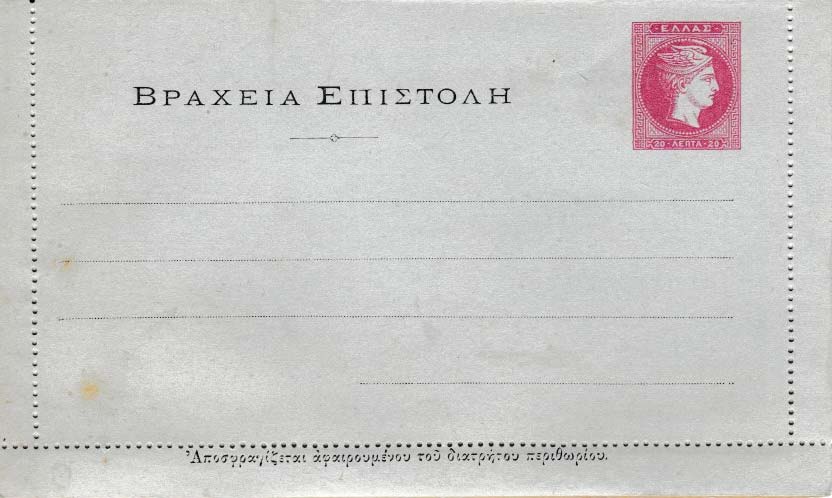 ΕΛΛΑΣ
ΒΡΑΧΕΙΑ ΕΠΙΣΤΟΛΗ
20 · ΛΕΠΤΑ · 20
Ἀποσφραγίζεται ἀφαιρουμένου τοῦ διατρήτου περιθωρίου.